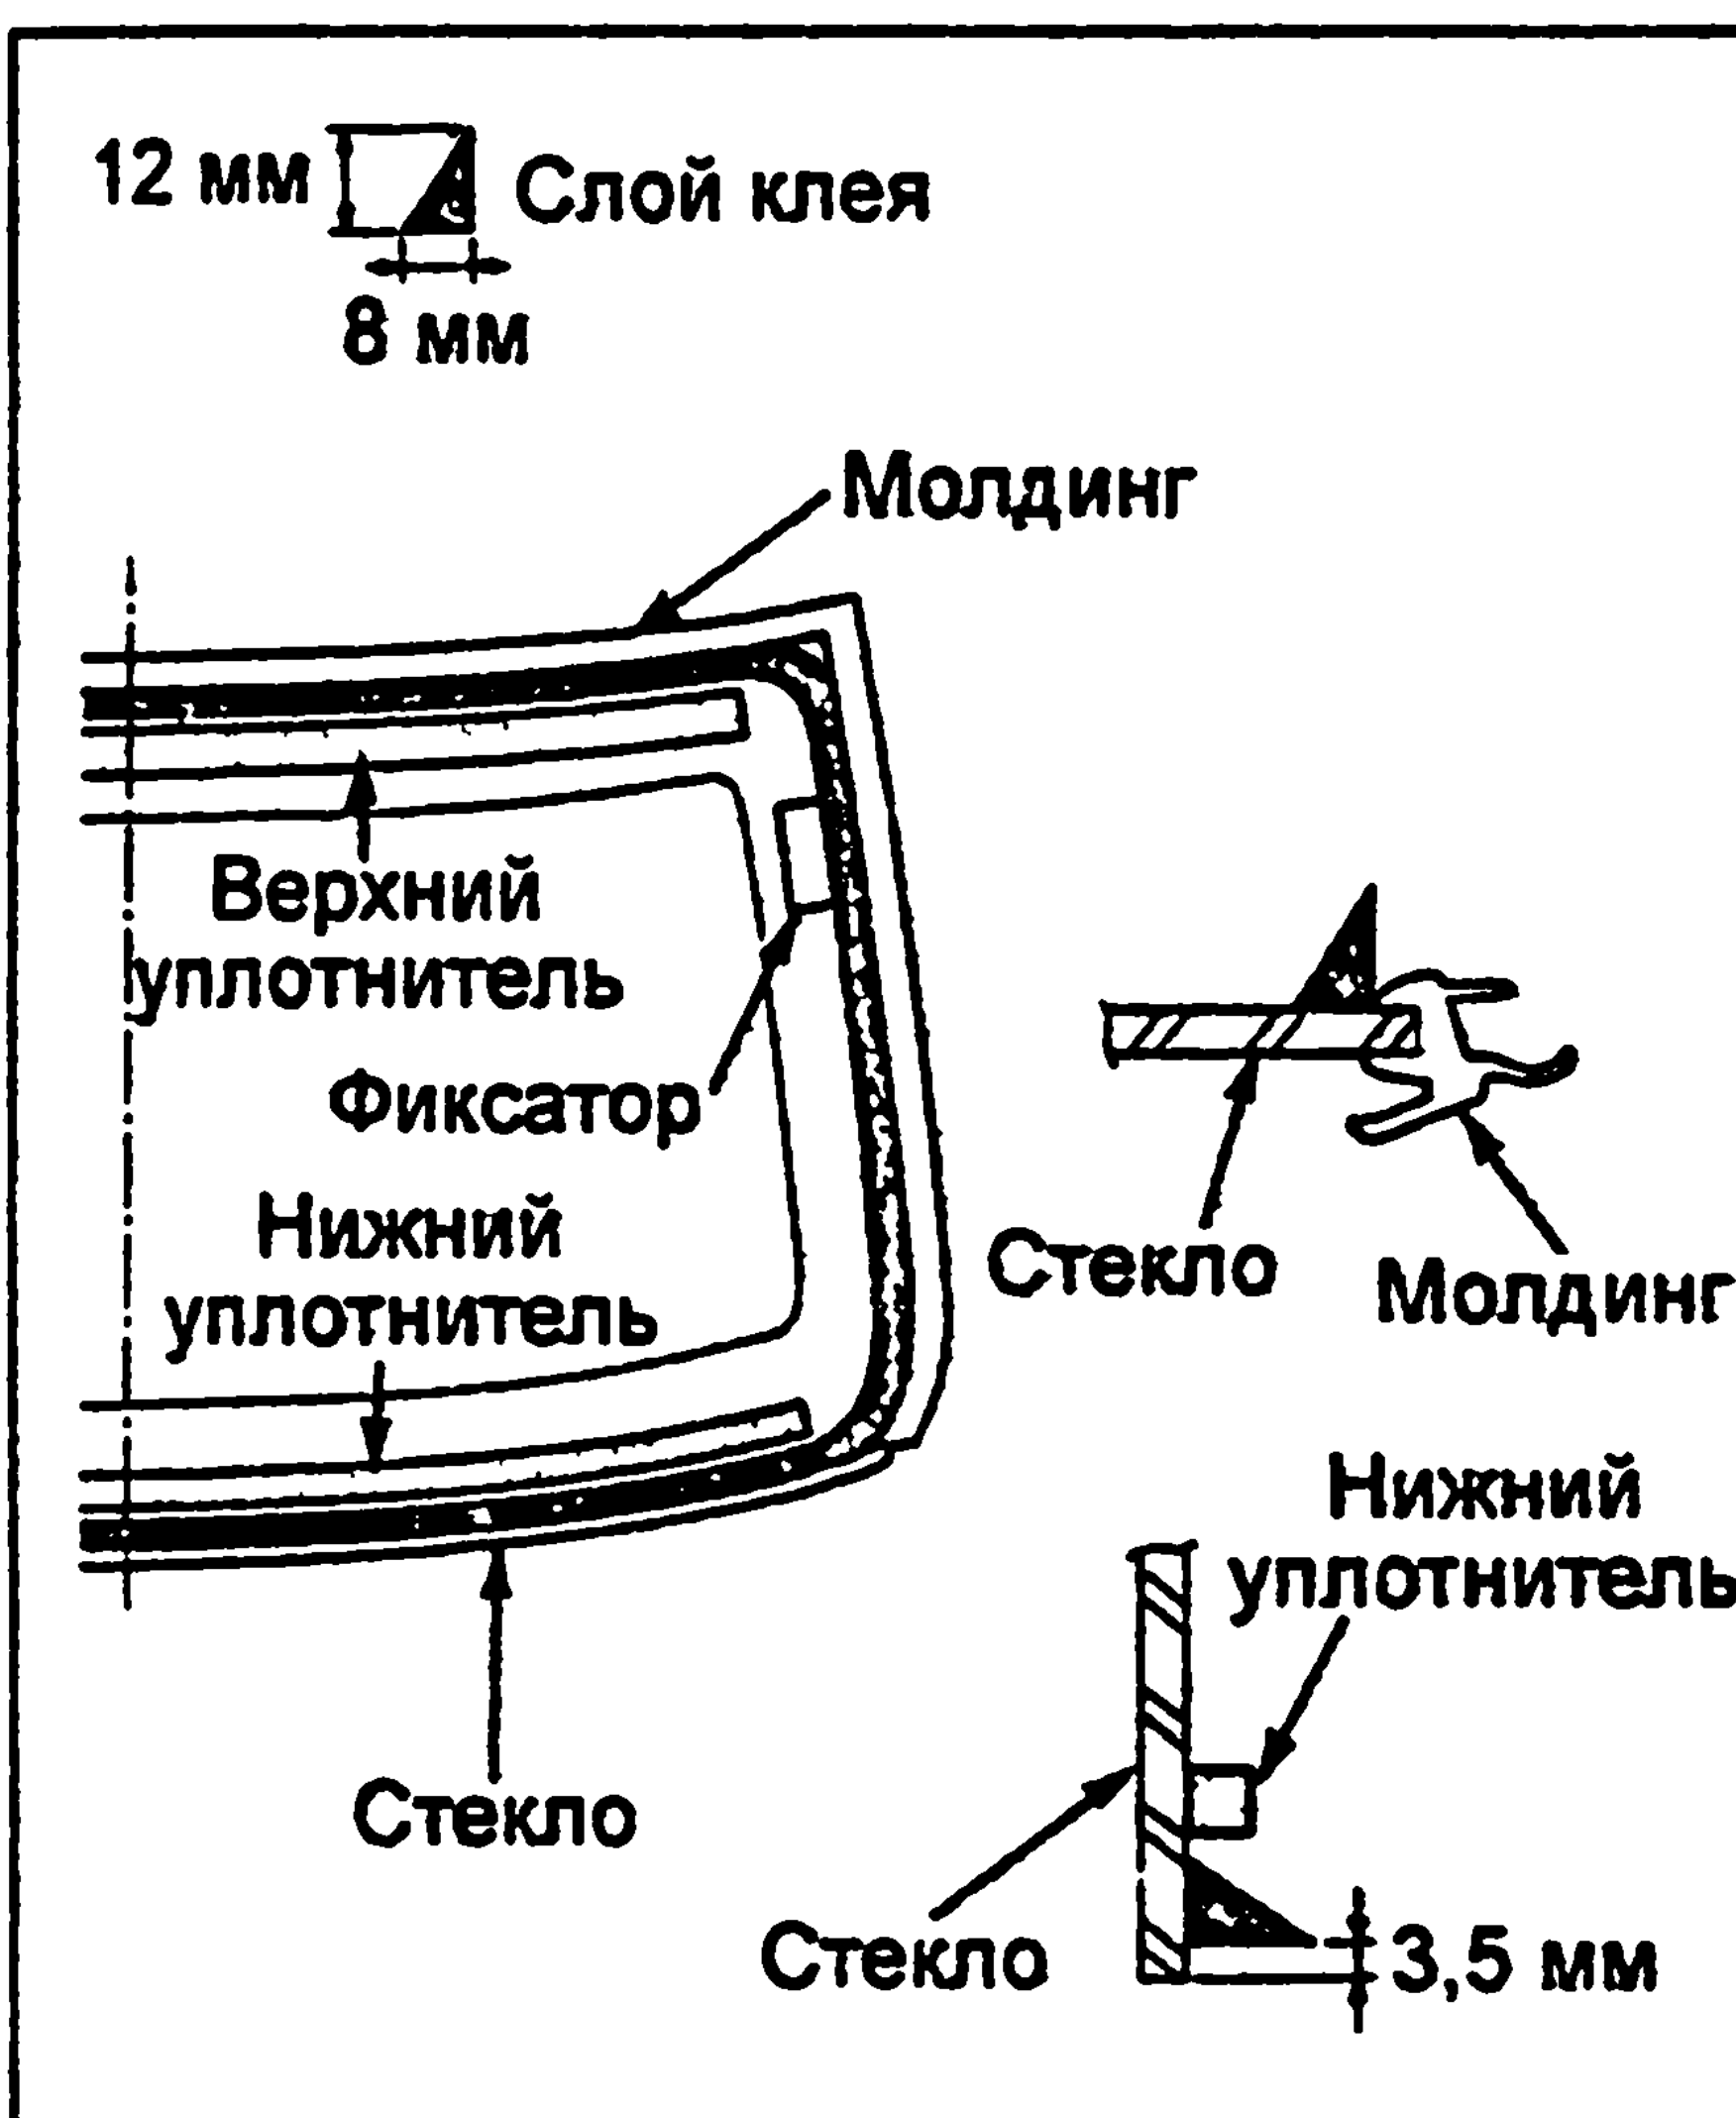 12 мм
Слой клея
8 мм
Молдинг
Верхний
уплотнитель
Фиксатор
Нижний
уплотнитель
Стекло
Молдинг
Нижний
уплотнитель
Стекло
Стекло
3,5 мм